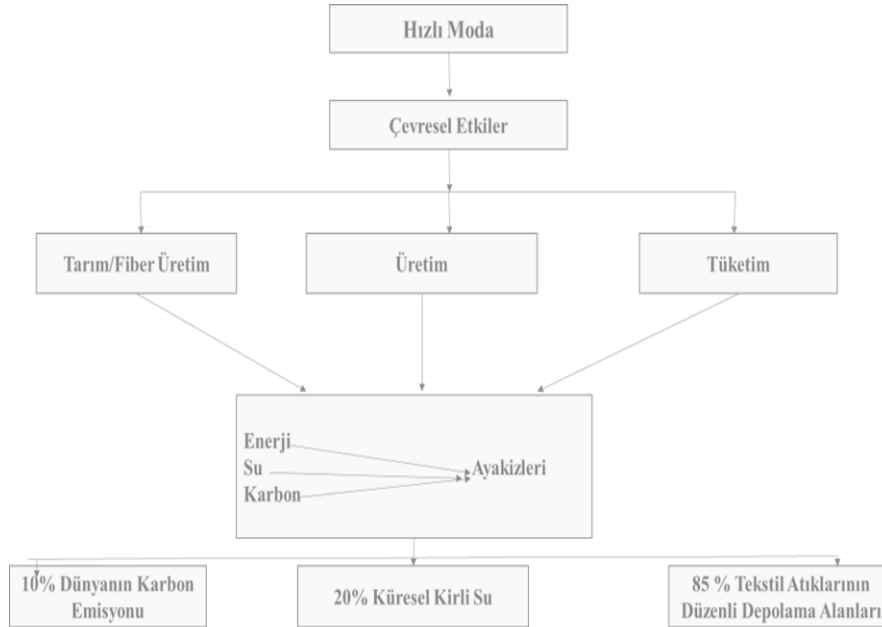 Hızlı Moda
Çevresel Etkiler
Tarım/Fiber Üretim
Üretim
Tüketim
Enerji
Su
Karbon
Ayakizleri
10% Dünyanın Karbon
Emisyonu
20% Küresel Kirli Su
85 % Tekstil Atıklarının
Düzenli Depolama Alanları